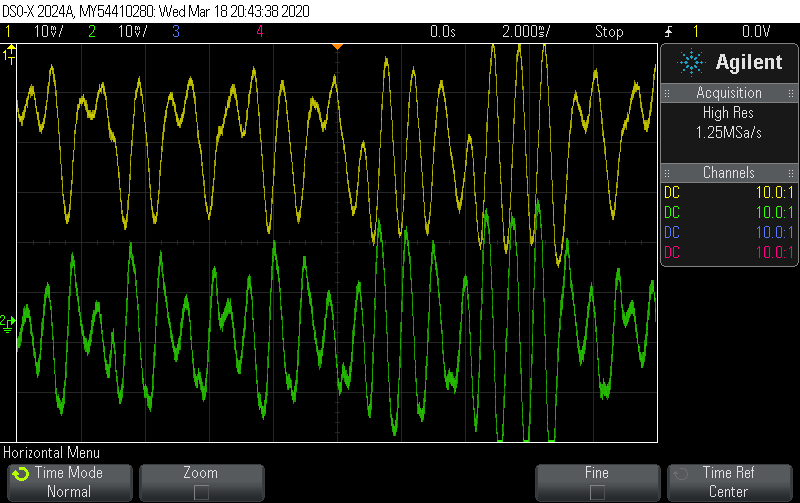 DSO-X 2024A, MY54410280: Wed Mar 18 20:43:38 2020
1 10V/ 2 10V/ 3 4 0.0s 2.000s/ Stop 1 0.0V
1
Agilent
Acquisition
High Res
1.25MSa/s
Channels
DC 10.0:1
DC 10.0:1
DC 10.0:1
DC 10.0:1
2
Horizontal Menu
Time Mode
Normal
Zoom
Fine
Time Ref
Center